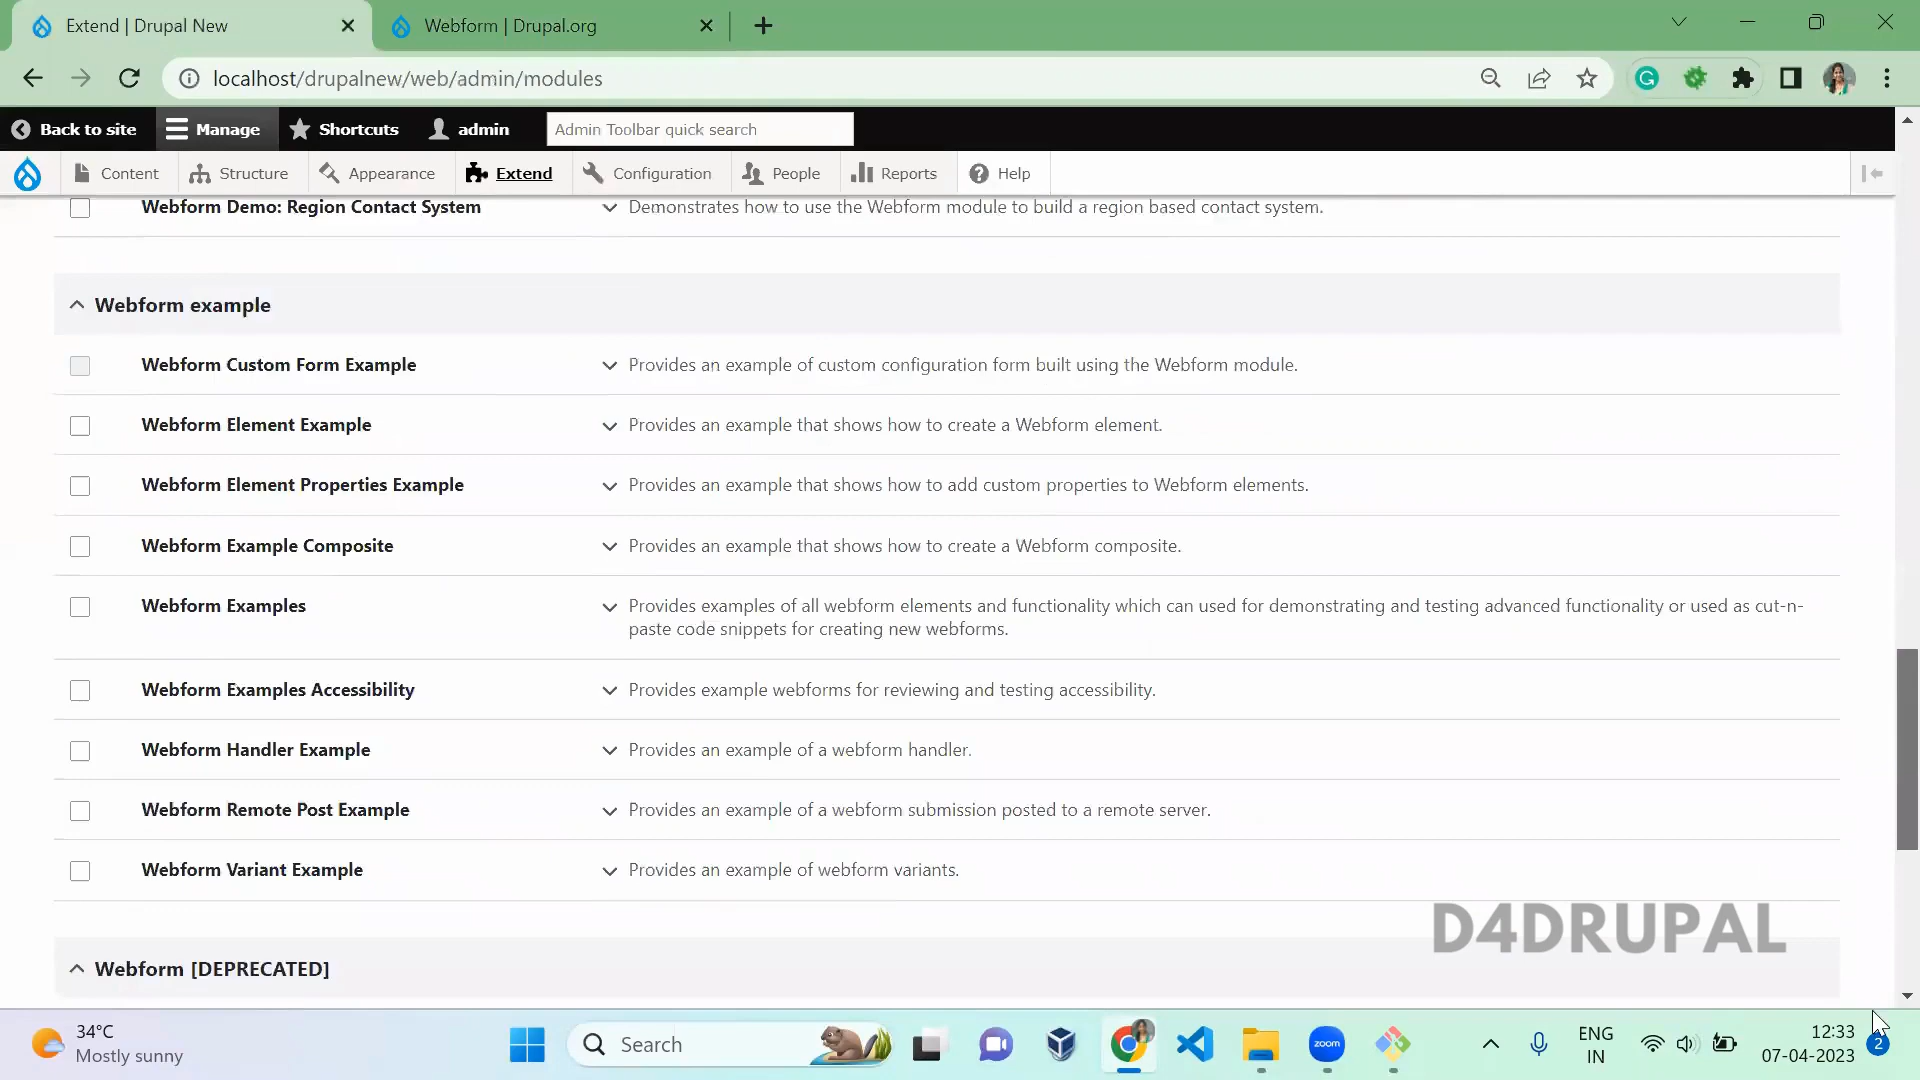 Extend | Drupal New
Webform | Drupal.org
localhost/drupalnew/web/admin/modules
Back to site
Manage
Shortcuts
admin
Admin Toolbar quick search
Content
Structure
Appearance
Extend
Configuration
People
Reports
Help
Webform Demo: Region Contact System
Demonstrates how to use the Webform module to build a region based contact system.
Webform example
Webform Custom Form Example
Provides an example of custom configuration form built using the Webform module.
Webform Element Example
Provides an example that shows how to create a Webform element.
Webform Element Properties Example
Provides an example that shows how to add custom properties to Webform elements.
Webform Example Composite
Provides an example that shows how to create a Webform composite.
Webform Examples
Provides examples of all webform elements and functionality which can used for demonstrating and testing advanced functionality or used as cut-n-
paste code snippets for creating new webforms.
Webform Examples Accessibility
Provides example webforms for reviewing and testing accessibility.
Webform Handler Example
Provides an example of a webform handler.
Webform Remote Post Example
Provides an example of a webform submission posted to a remote server.
Webform Variant Example
Provides an example of webform variants.
D4DRUPAL
Webform [DEPRECATED]
34°C
Mostly sunny
Search
zoom
ENG
IN
12:33
07-04-2023
2